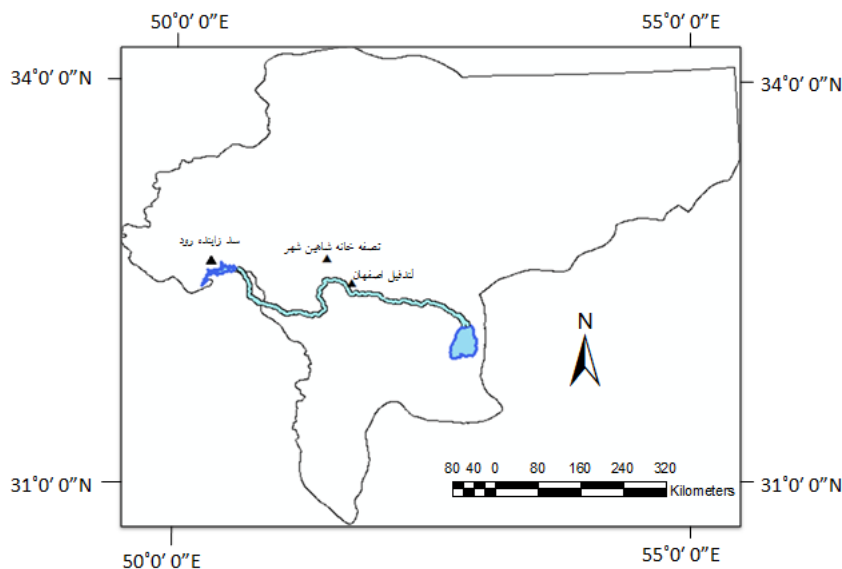 50°0′ 0″E 55°0′ 0″E
34°0′ 0″N 34°0′ 0″N
سد زاینده رود
تصفه خانه شاهین شهر
لندفیل اصفهان
N
80 40 0 80 160 240 320
Kilometers
31°0′ 0″N 31°0′ 0″N
50°0′ 0″E 55°0′ 0″E